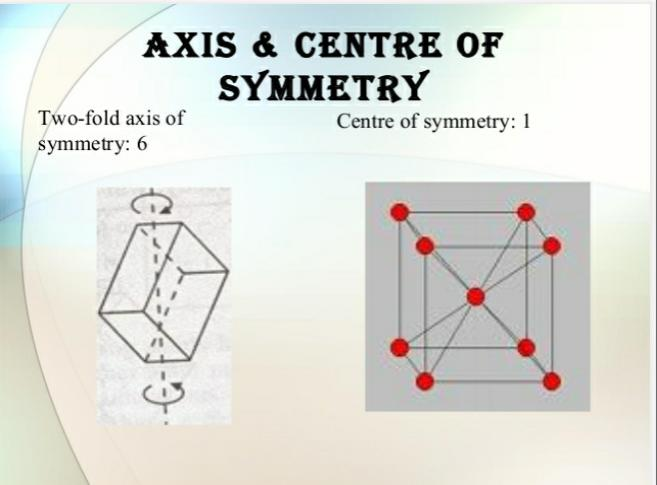 AXIS & CENTRE OF
SYMMETRY
Two-fold axis of
symmetry: 6
Centre of symmetry: 1